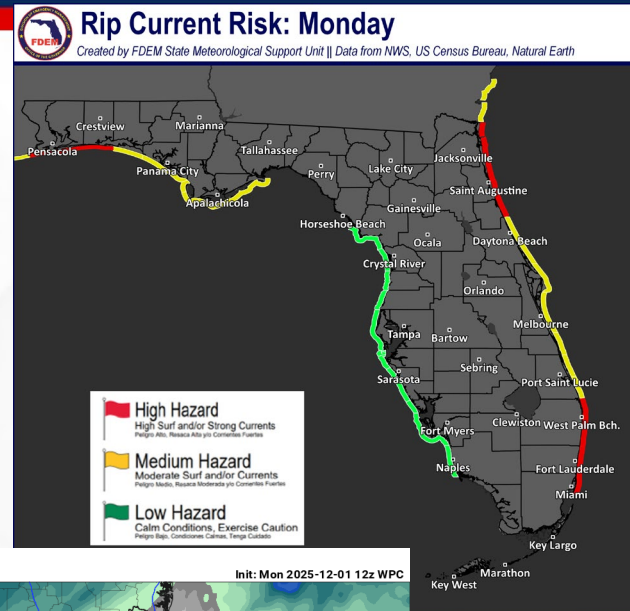 FDEM
Rip Current Risk: Monday
Created by FDEM State Meteorological Support Unit || Data from NWS, US Census Bureau, Natural Earth
Crestview
Marianna
Pensacola
Tallahassee
Jacksonville
Panama City
Perry
Lake City
Saint Augustine
Apalachicola
Gainesville
Horseshoe Beach
Ocala
Daytona Beach
Crystal River
Orlando
Melbourne
Tampa
Bartow
Sebring
Sarasota
Port Saint Lucie
Clewiston
West Palm Bch.
Fort Myers
Naples
Fort Lauderdale
Miami
Key Largo
Marathon
Key West
High Hazard
High Surf and/or Strong Currents
Peligro Alto, Resaca Alta y/o Corrientes Fuertes
Medium Hazard
Moderate Surf and/or Currents
Peligro Medio, Resaca Moderada y/o Corrientes Fuertes
Low Hazard
Calm Conditions, Exercise Caution
Peligro Bajo, Condiciones Calmas, Tenga Cuidado
Init: Mon 2025-12-01 12z WPC